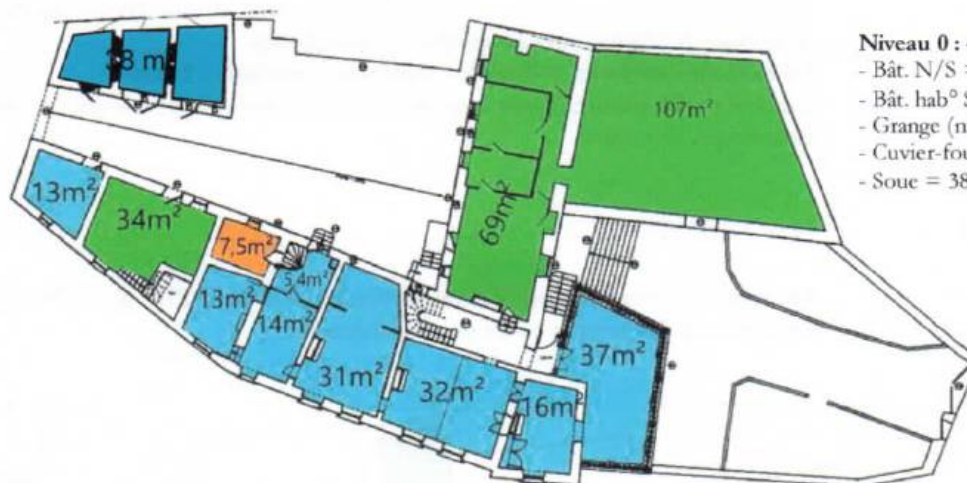 38 m
107m²
69m²
13m²
34m²
7,5m²
5,4m²
13m²
14m²
31m²
32m²
16m²
37m²
Niveau 0 :
- Bât. N/S
- Bât. hab°
- Grange
- Cuvier-fou
- Soue = 38